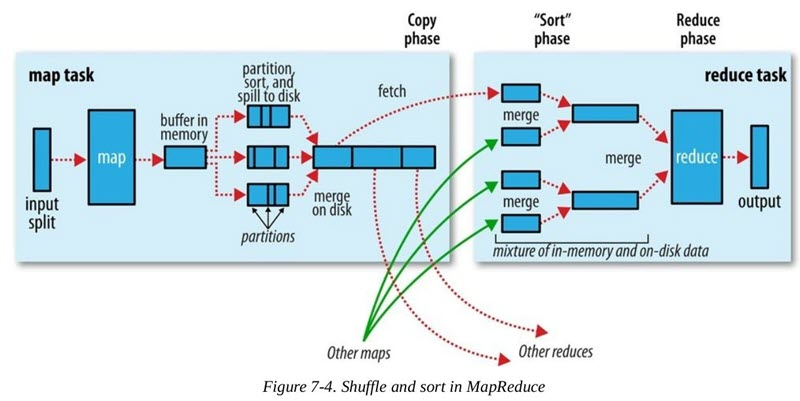 Copy
phase
“Sort”
phase
Reduce
phase
map task
reduce task
partition,
sort, and
spill to disk
fetch
buffer in
memory
merge
map
merge
reduce
input
split
merge
on disk
merge
output
partitions
mixture of in-memory and on-disk data
Other maps
Other reduces
Figure 7-4. Shuffle and sort in MapReduce